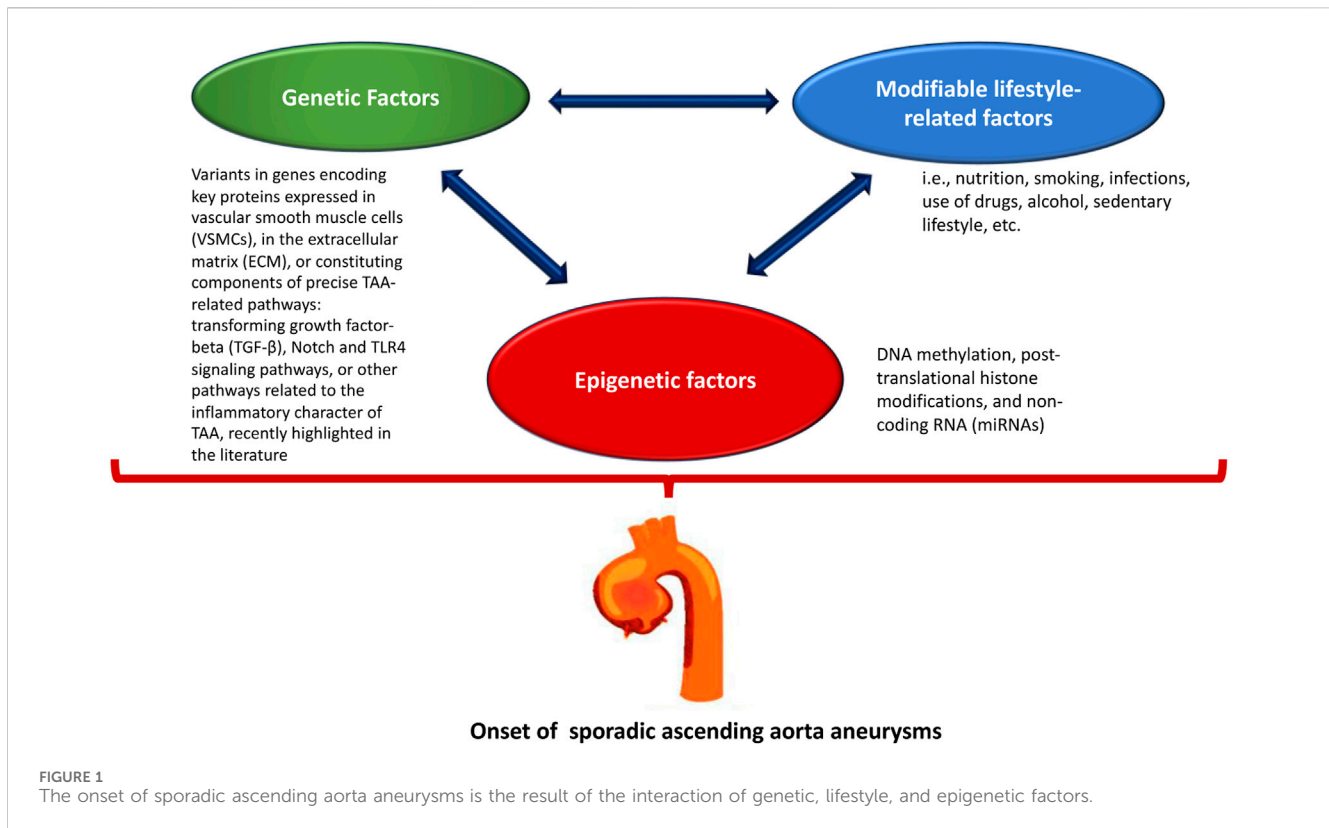 Genetic Factors
Modifiable lifestyle-
related factors
Variants in genes encoding
key proteins expressed in
vascular smooth muscle cells
(VSMCs), in the extracellular
matrix (ECM), or constituting
components of precise TAA-
related pathways:
transforming growth factor-
beta (TGF-β), Notch and TLR4
signaling pathways, or other
pathways related to the
inflammatory character of
TAA, recently highlighted in
the literature
i.e., nutrition, smoking, infections,
use of drugs, alcohol, sedentary
lifestyle, etc.
Epigenetic factors
DNA methylation, post-
translational histone
modifications, and non-
coding RNA (miRNAs)
Onset of sporadic ascending aorta aneurysms
FIGURE 1
The onset of sporadic ascending aorta aneurysms is the result of the interaction of genetic, lifestyle, and epigenetic factors.